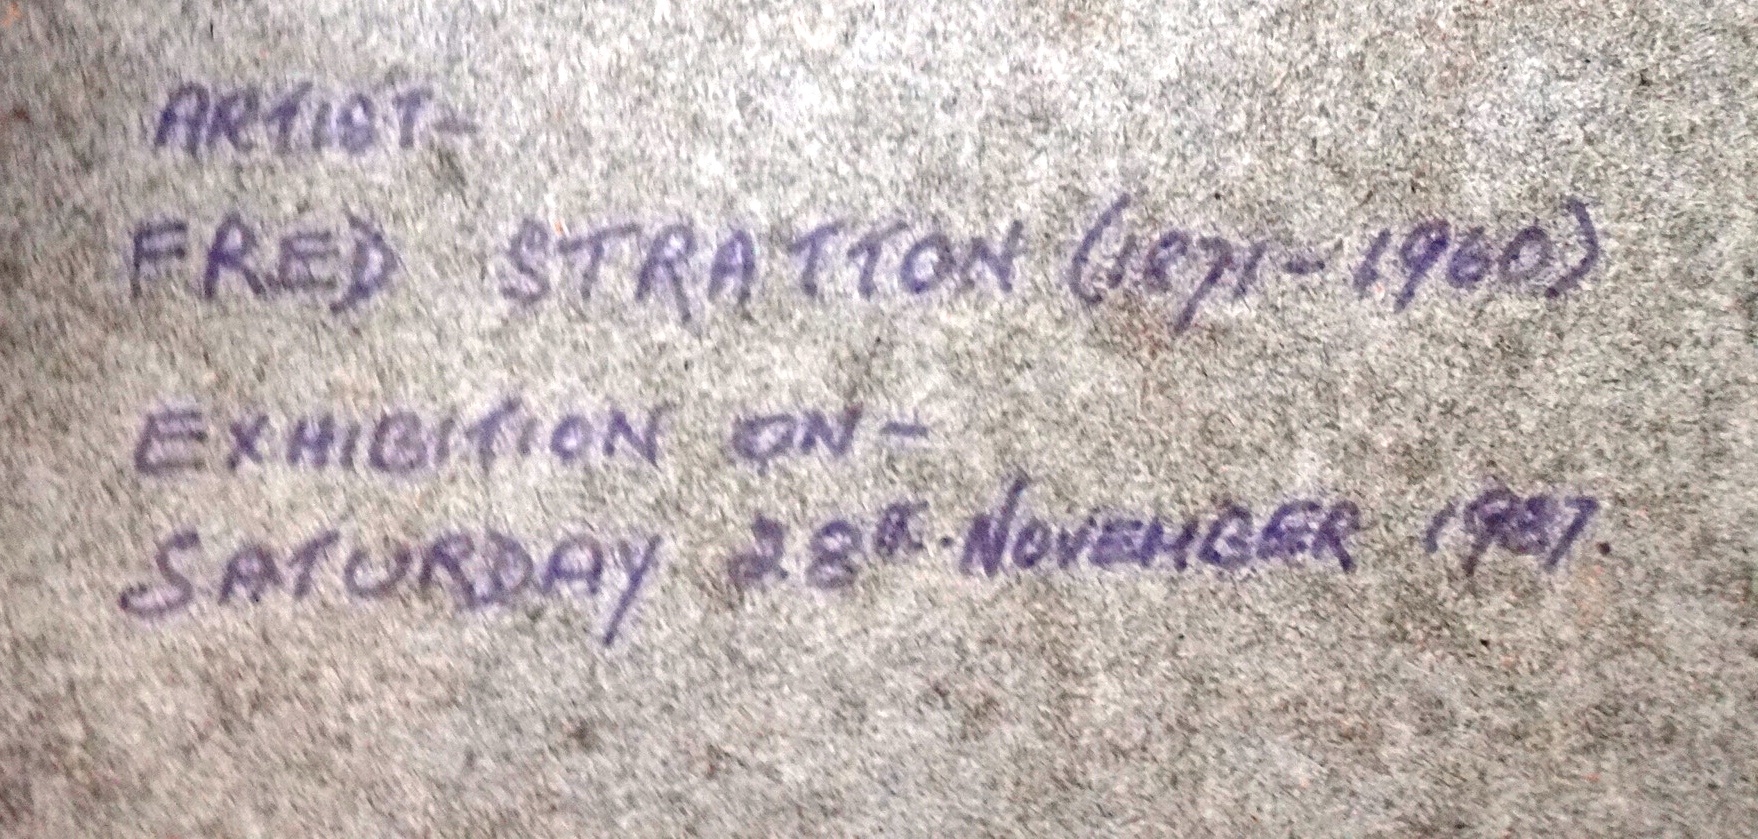 ARTIST-
FRED STRATTON (1871-1960)
EXHIBITION ON-
SATURDAY 28th. NOVEMBER 1987.